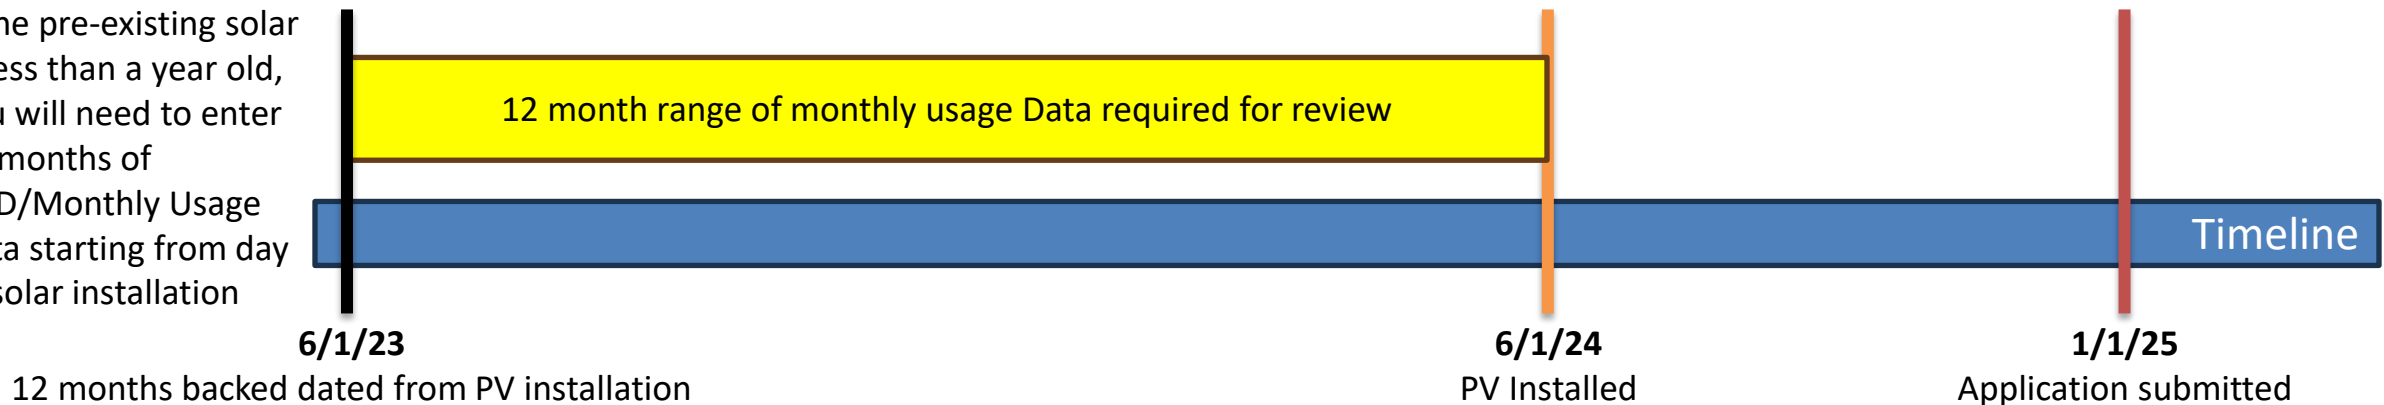 ne pre-existing solar
ess than a year old,
u will need to enter
months of
D/Monthly Usage
ta starting from day
solar installation
12 month range of monthly usage Data required for review
Timeline
6/1/23
12 months backed dated from PV installation
6/1/24
PV Installed
1/1/25
Application submitted